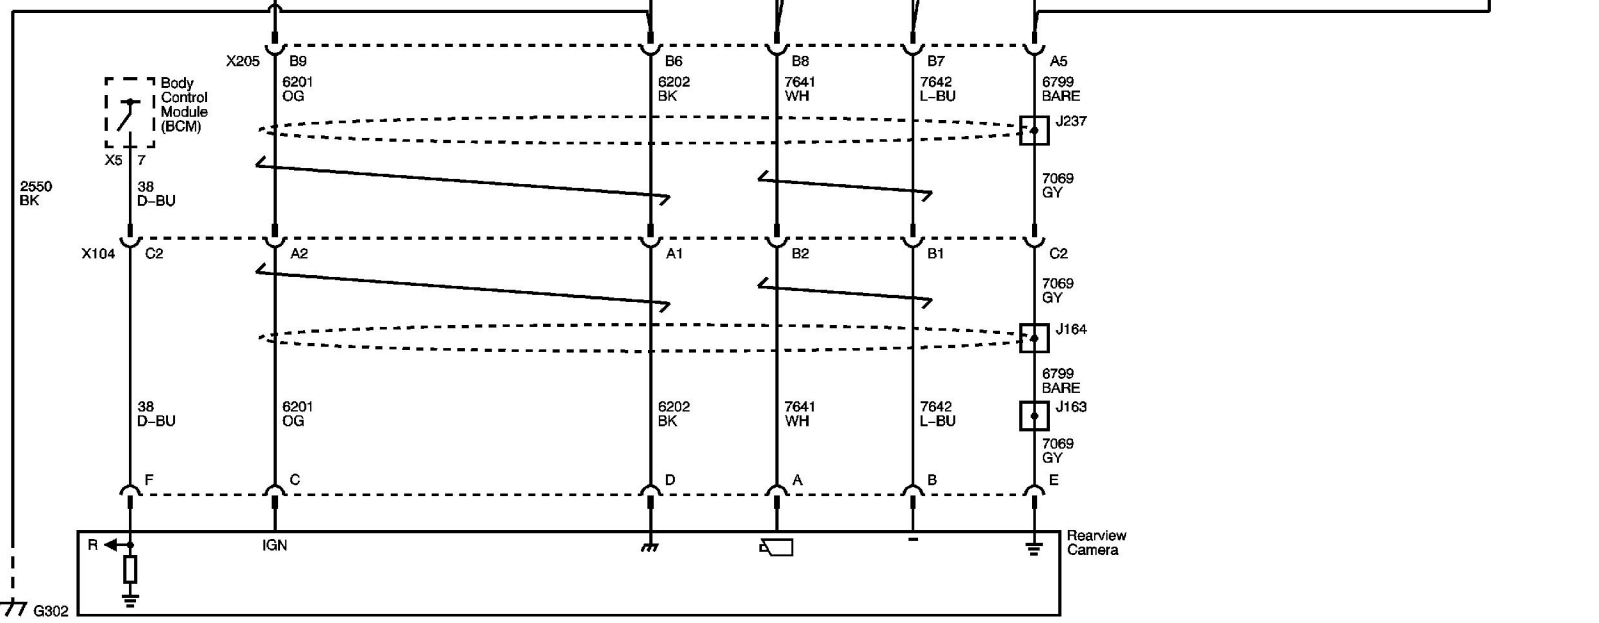 X205 B9 B6 B8 B7 A5
Body
Control
Module
(BCM)
6201
OG
6202
BK
7641
WH
7642
L-BU
6799
BARE
J237
X5 7
2550
BK
38
D-BU
7069
GY
X104 C2 A2 A1 B2 B1 C2
7069
GY
J164
6799
BARE
38
D-BU
6201
OG
6202
BK
7641
WH
7642
L-BU
J163
7069
GY
F C D A B E
R IGN
Rearview
Camera
G302